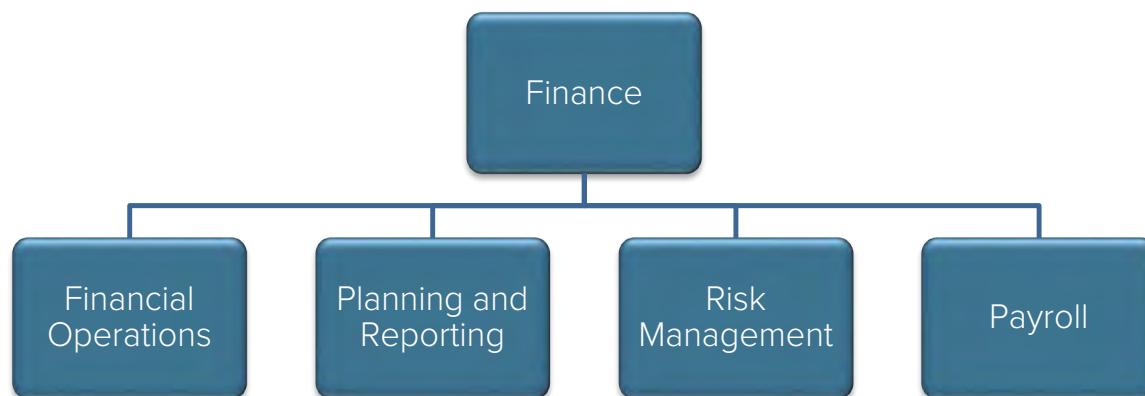 Finance
Financial
Operations
Planning and
Reporting
Risk
Management
Payroll